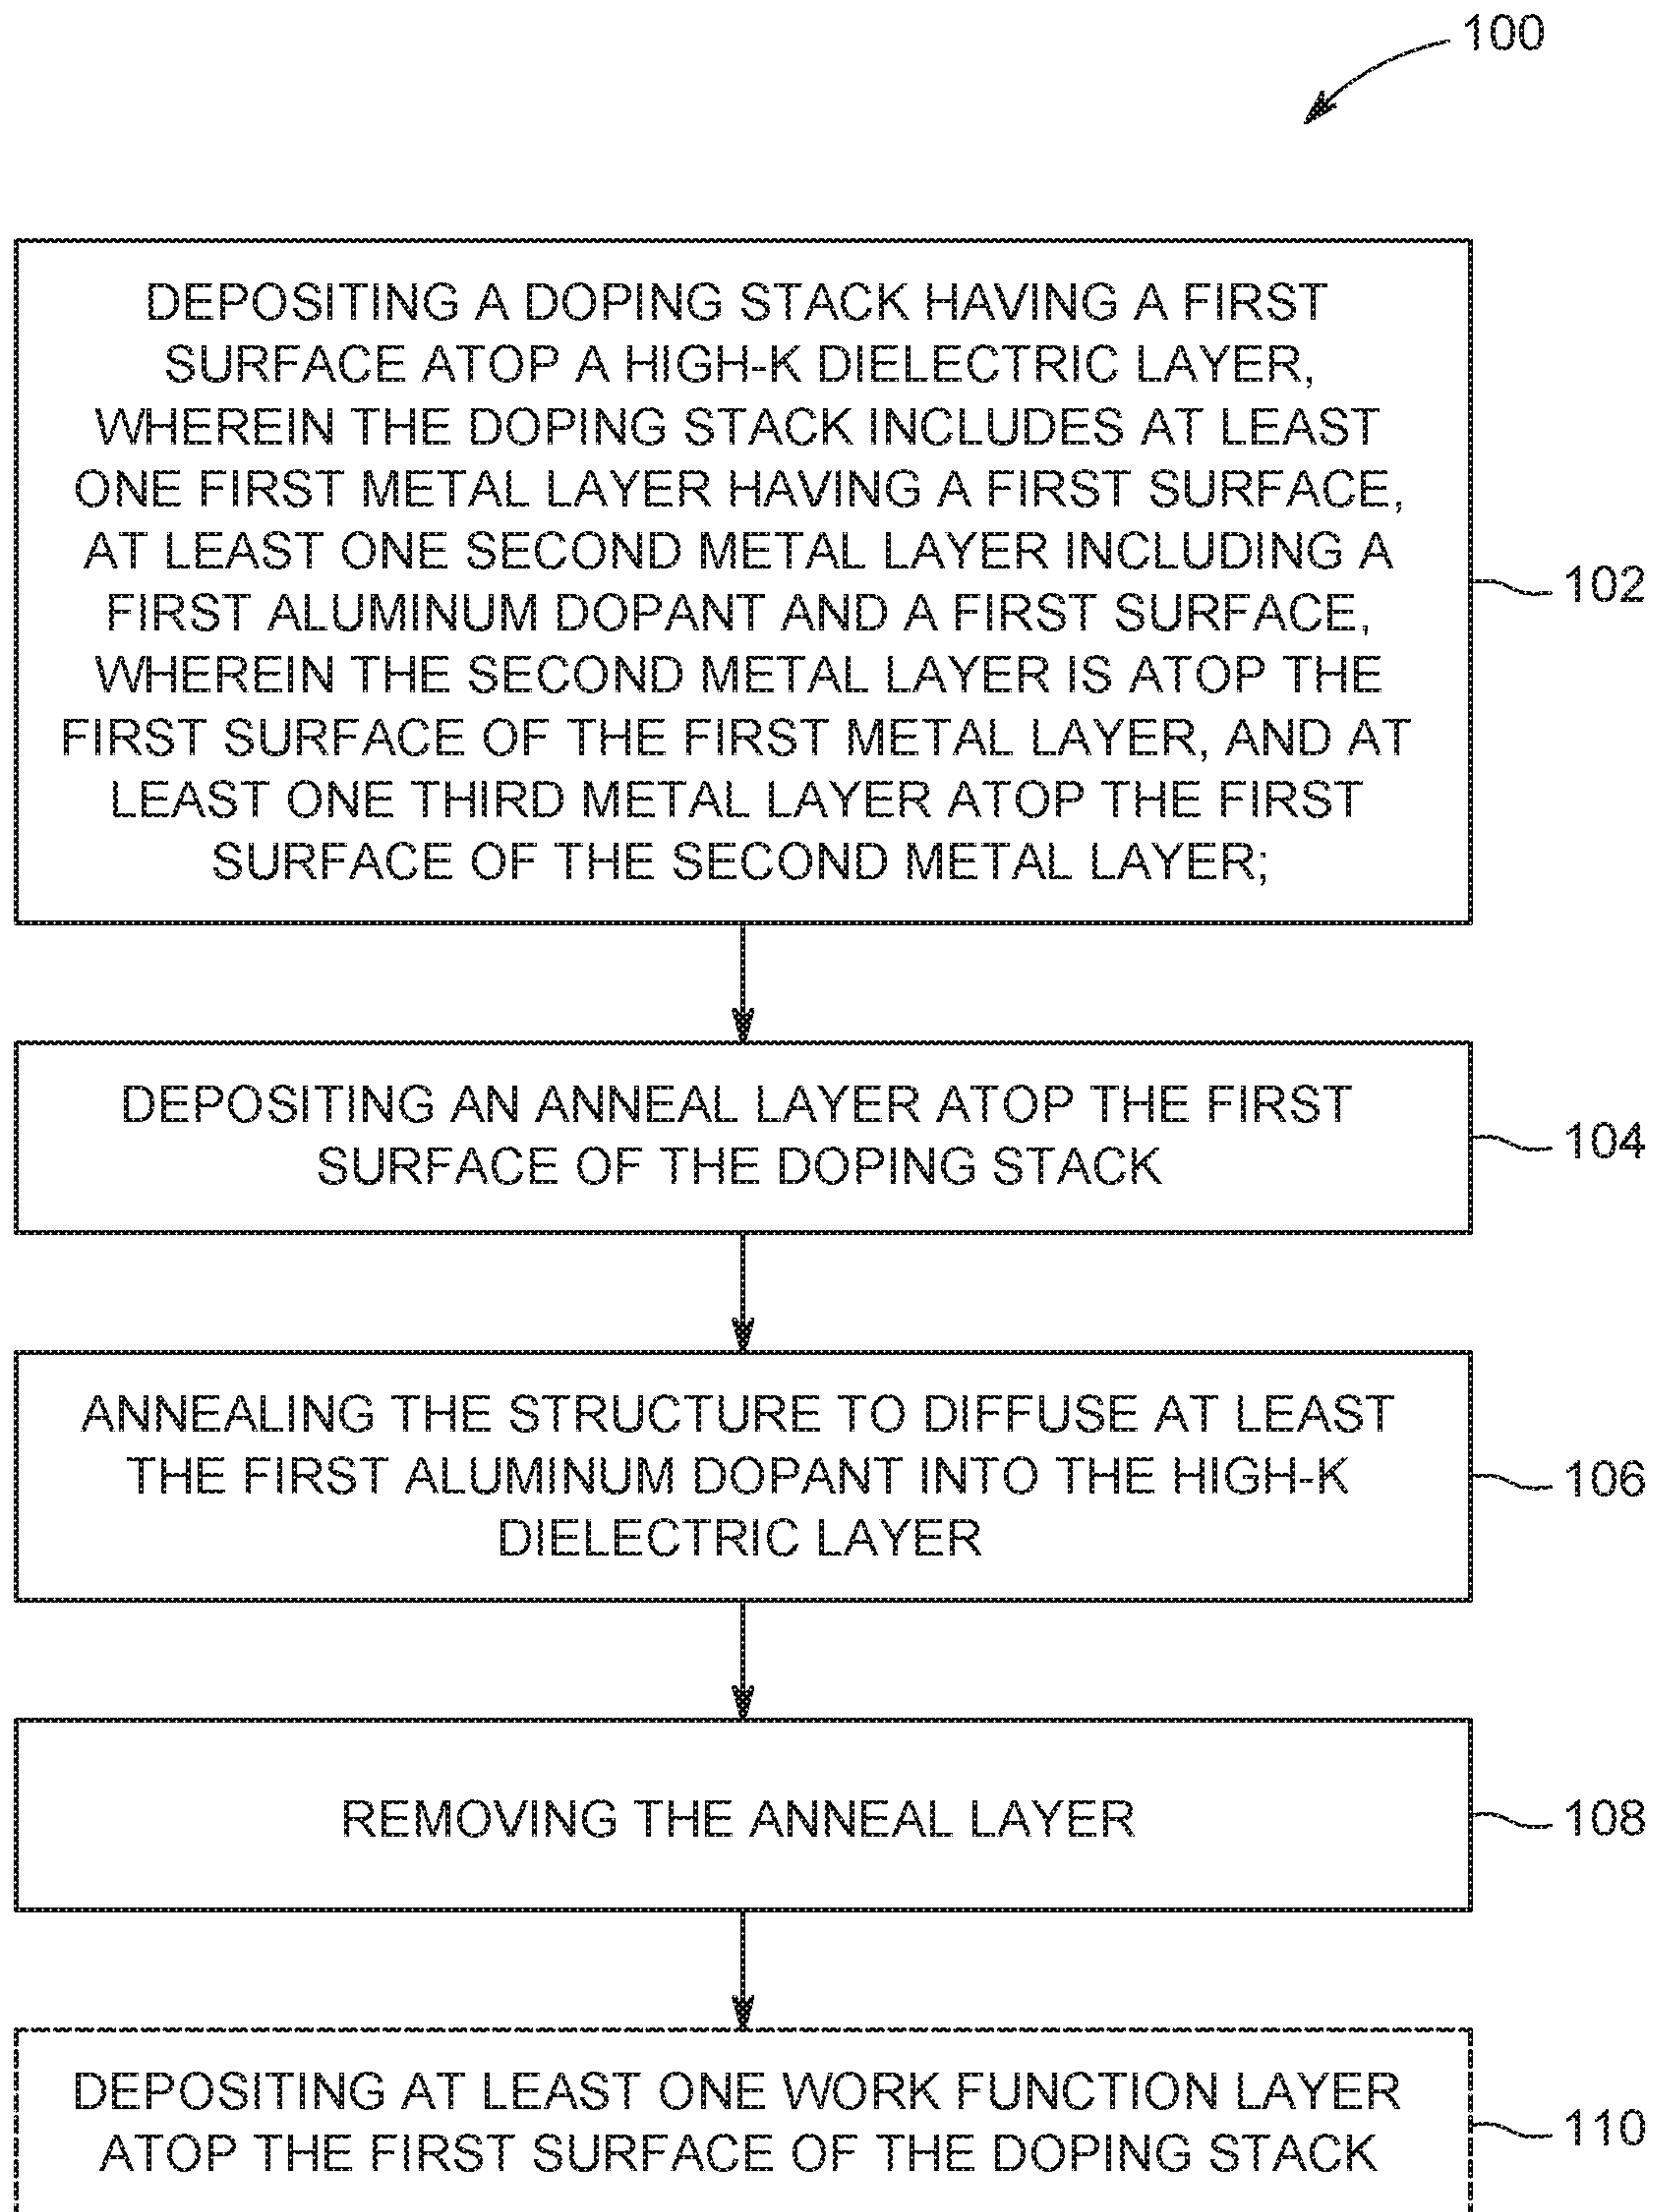 100
DEPOSITING A DOPING STACK HAVING A FIRST
SURFACE ATOP A HIGH-K DIELECTRIC LAYER,
WHEREIN THE DOPING STACK INCLUDES AT LEAST
ONE FIRST METAL LAYER HAVING A FIRST SURFACE,
AT LEAST ONE SECOND METAL LAYER INCLUDING A
FIRST ALUMINUM DOPANT AND A FIRST SURFACE,
WHEREIN THE SECOND METAL LAYER IS ATOP THE
FIRST SURFACE OF THE FIRST METAL LAYER, AND AT
LEAST ONE THIRD METAL LAYER ATOP THE FIRST
SURFACE OF THE SECOND METAL LAYER;
102
DEPOSITING AN ANNEAL LAYER ATOP THE FIRST
SURFACE OF THE DOPING STACK
104
ANNEALING THE STRUCTURE TO DIFFUSE AT LEAST
THE FIRST ALUMINUM DOPANT INTO THE HIGH-K
DIELECTRIC LAYER
106
REMOVING THE ANNEAL LAYER
108
DEPOSITING AT LEAST ONE WORK FUNCTION LAYER
ATOP THE FIRST SURFACE OF THE DOPING STACK
110